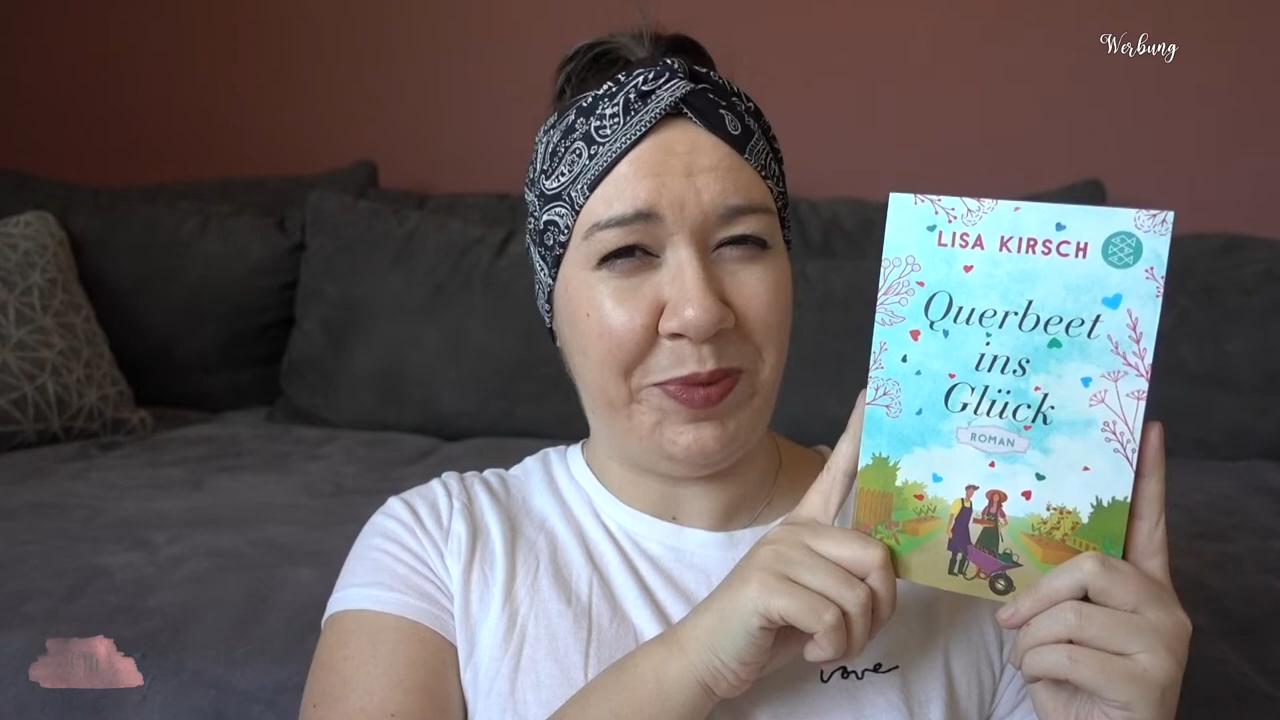 Werbung
LISA KIRSCH
Querbeet
ins
Glück
ROMAN
love